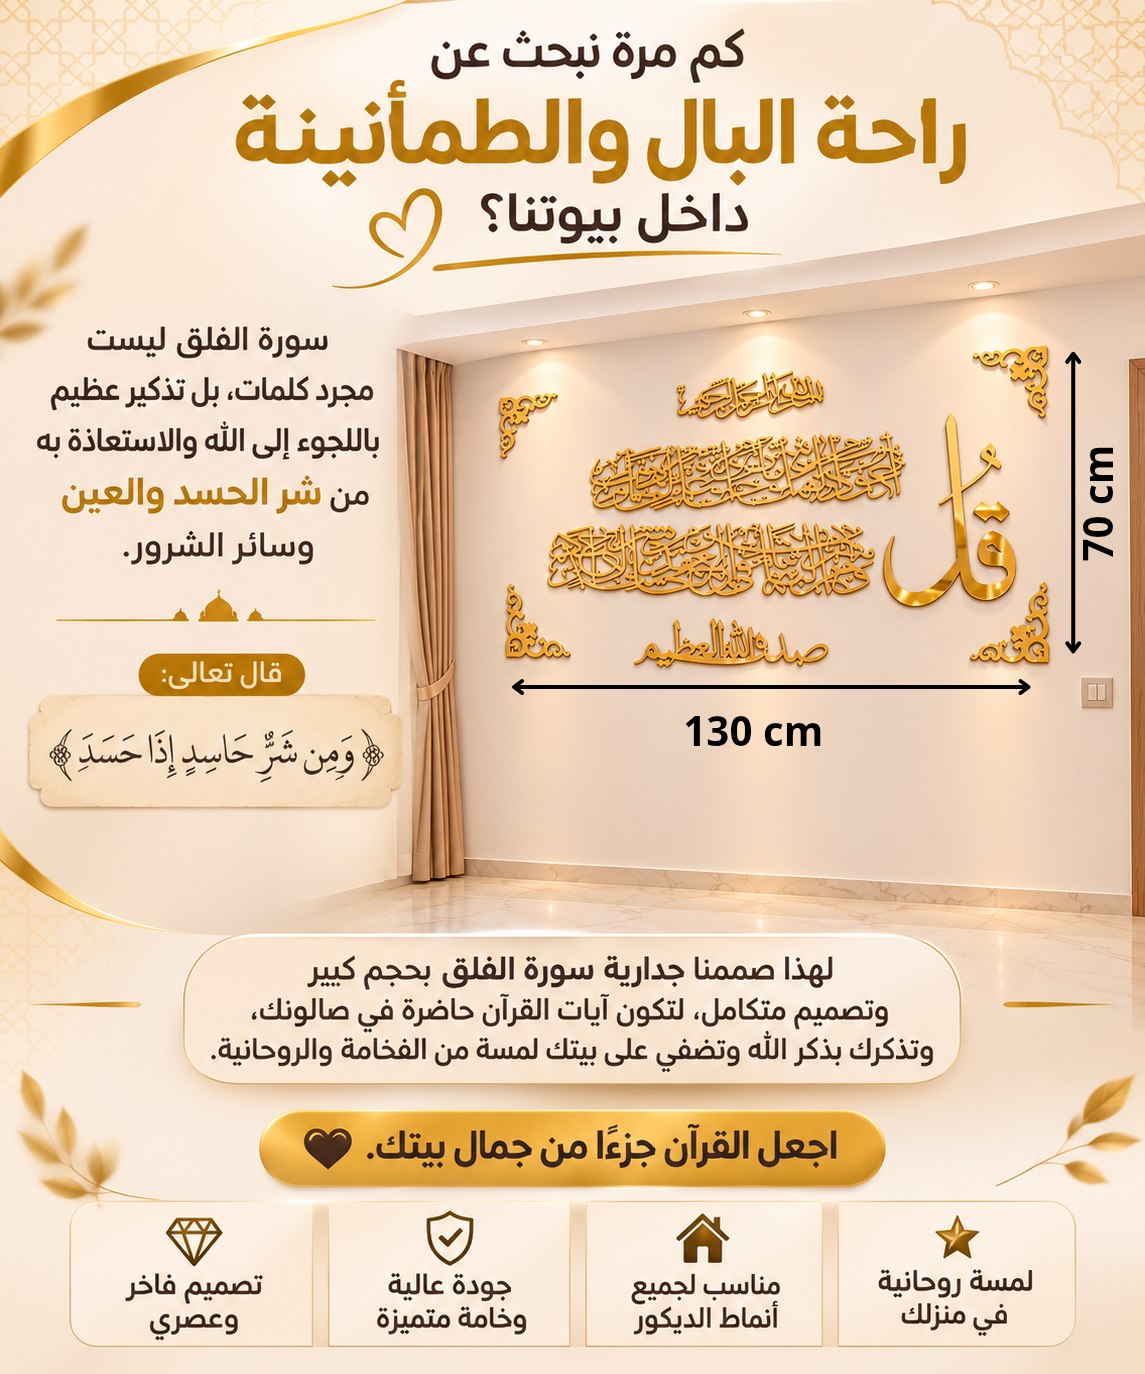 كم مرة نبحث عن
راحة البال والطمأنينة
داخل بيوتنا؟
سورة الفلق ليست
مجرد كلمات، بل تذكير عظيم
باللجوء إلى الله والاستعاذة به
من شر الحسد والعين
وسائر الشرور.
قال تعالى:
﴿وَمِن شَرِّ حَاسِدٍ إِذَا حَسَدَ﴾
قُل
صدق الله العظيم
70 cm
130 cm
لهذا صممنا جدارية سورة الفلق بحجم كبير
وتصميم متكامل، لتكون آيات القرآن حاضرة في صالونك،
وتذكرك بذكر الله وتضفي على بيتك لمسة من الفخامة والروحانية.
اجعل القرآن جزءًا من جمال بيتك.
لمسة روحانية
في منزلك
مناسب لجميع
أنماط الديكور
جودة عالية
وخامة متميزة
تصميم فاخر
وعصري